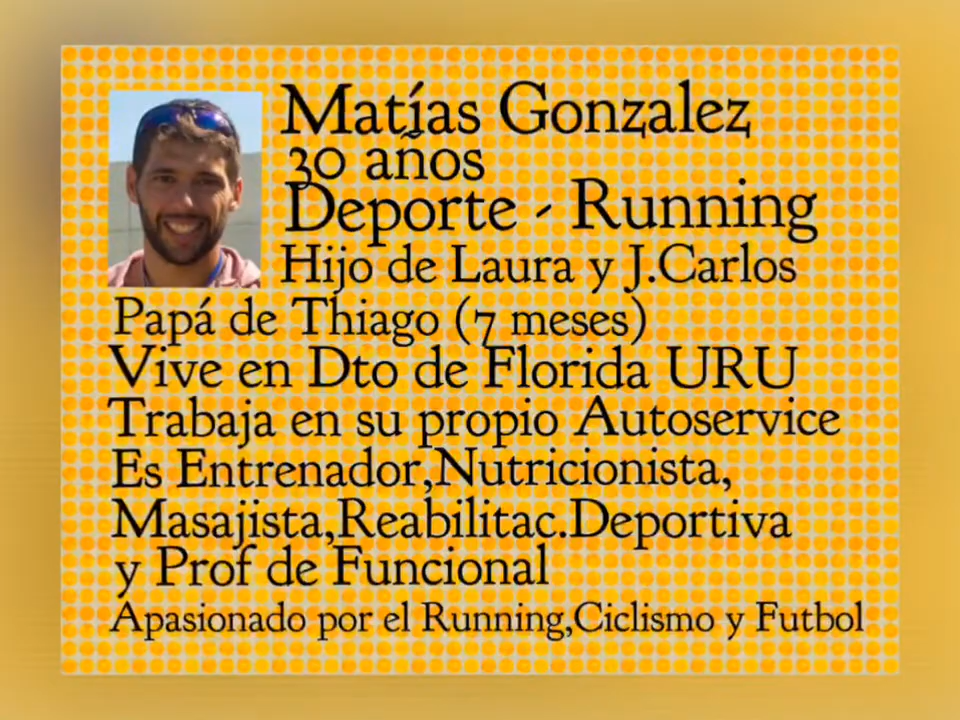 Matías Gonzalez
30 años
Deporte - Running
Hijo de Laura y J.Carlos
Papá de Thiago (7 meses)
Vive en Dto de Florida URU
Trabaja en su propio Autoservice
Es Entrenador,Nutricionista,
Masajista,Reabilitac.Deportiva
y Prof de Funcional
Apasionado por el Running,Ciclismo y Futbol